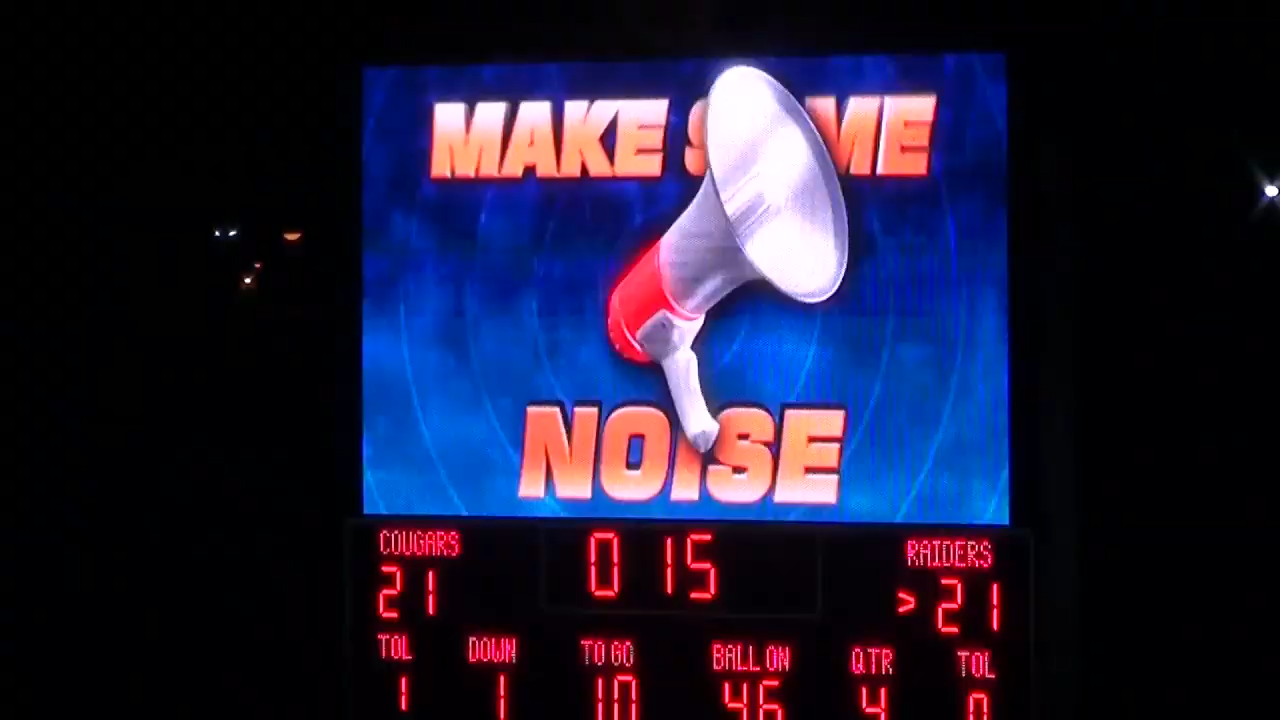 MAKE SOME
NOISE
COUGARS 0 15 RAIDERS
21 > 21
TOL DOWN TO GO BALL ON QTR TOL
1 1 10 46 4 0